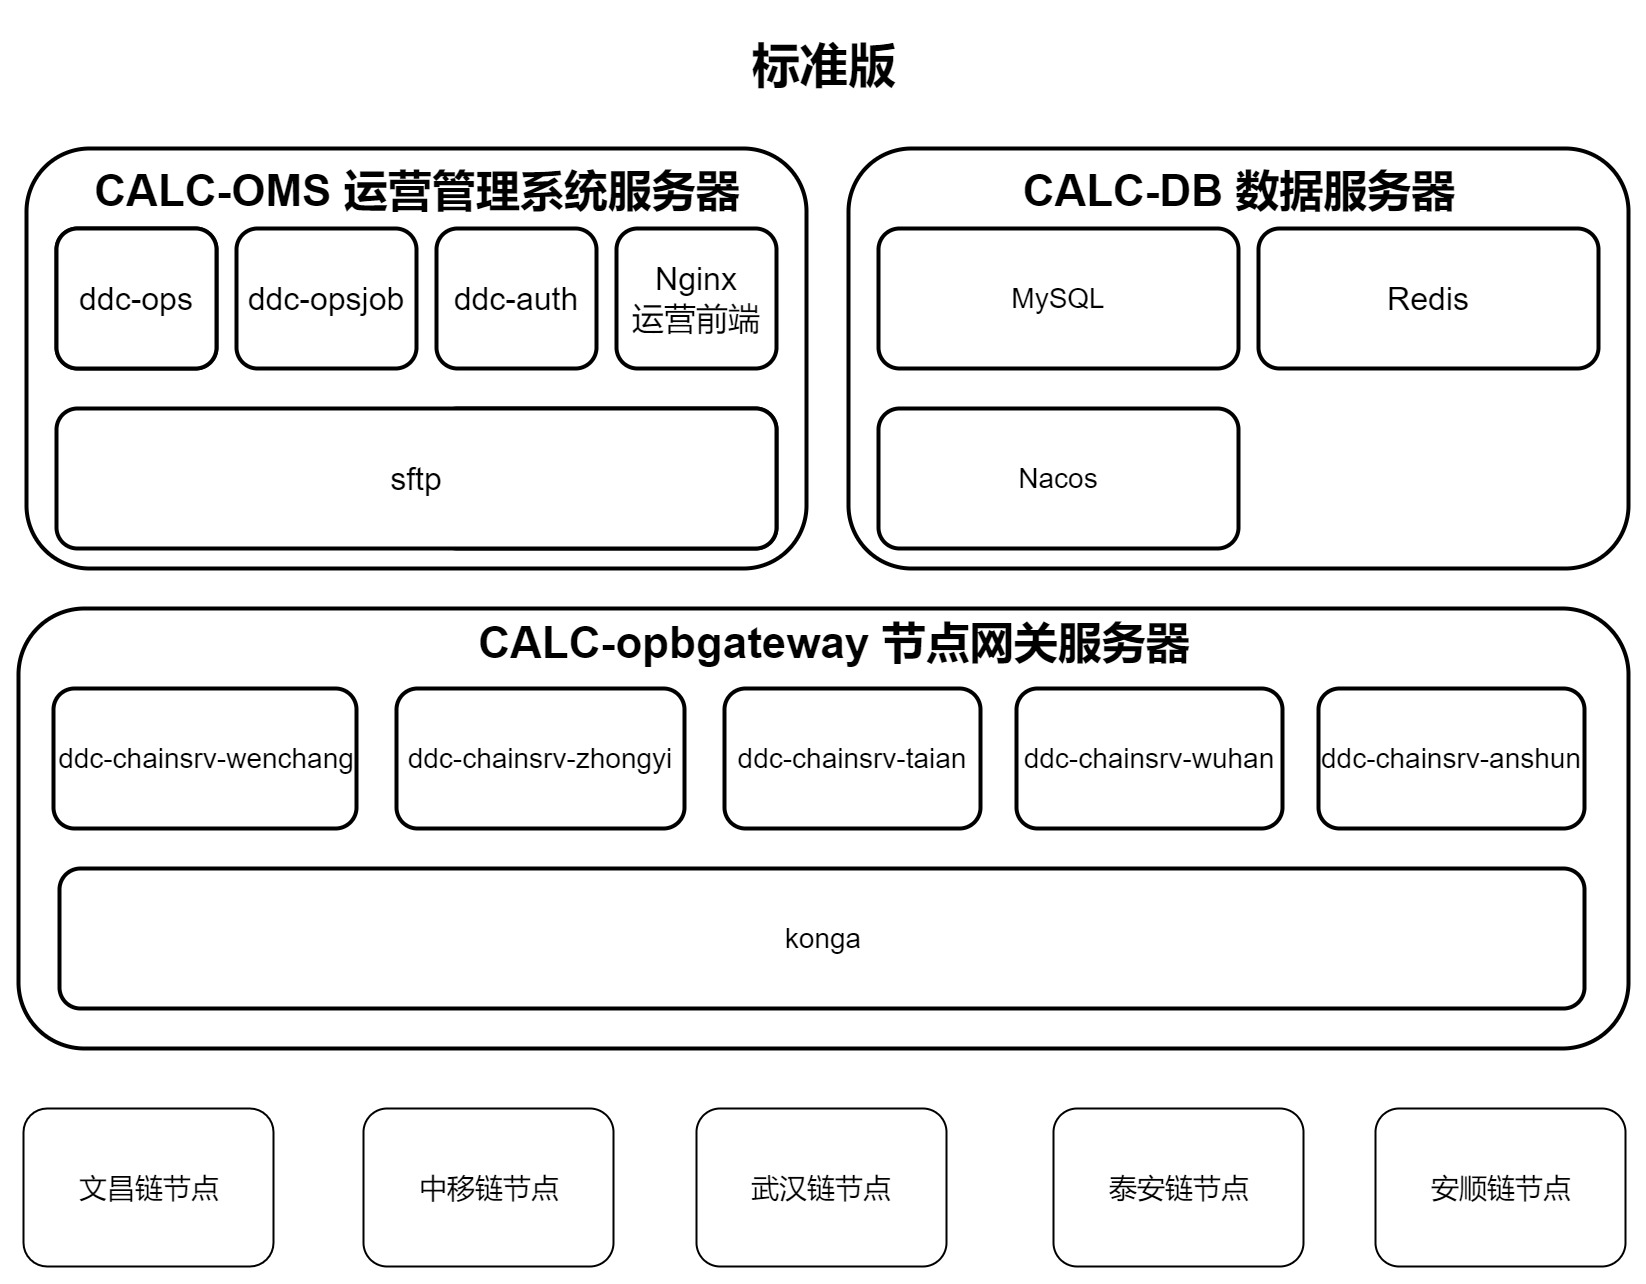 标准版
CALC-OMS 运营管理系统服务器
ddc-ops
ddc-opsjob
ddc-auth
Nginx
运营前端
sftp
CALC-DB 数据服务器
MySQL
Redis
Nacos
CALC-opbgateway 节点网关服务器
ddc-chainsrv-wenchang
ddc-chainsrv-zhongyi
ddc-chainsrv-taian
ddc-chainsrv-wuhan
ddc-chainsrv-anshun
konga
文昌链节点
中移链节点
武汉链节点
泰安链节点
安顺链节点